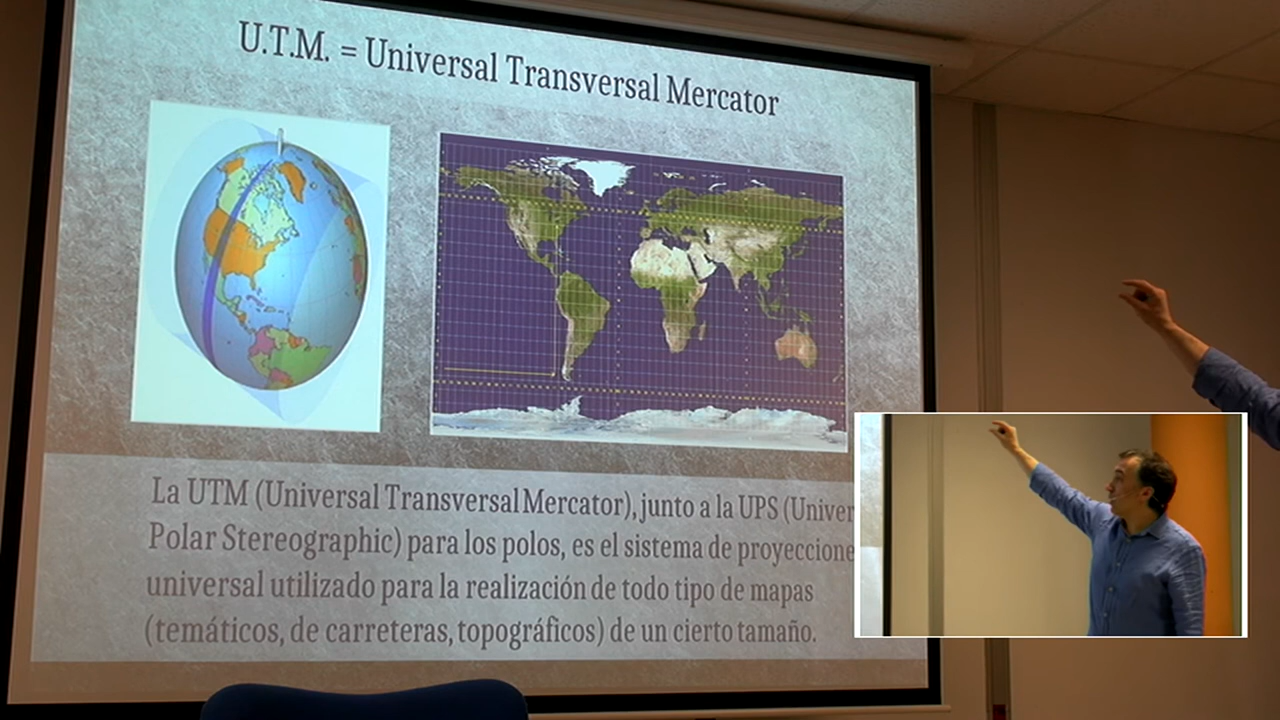 U.T.M. = Universal Transversal Mercator
La UTM (Universal Transversal Mercator), junto a la UPS (Univer
Polar Stereographic) para los polos, es el sistema de proyeccione
universal utilizado para la realización de todo tipo de mapas
(temáticos, de carreteras, topográficos) de un cierto tamaño.